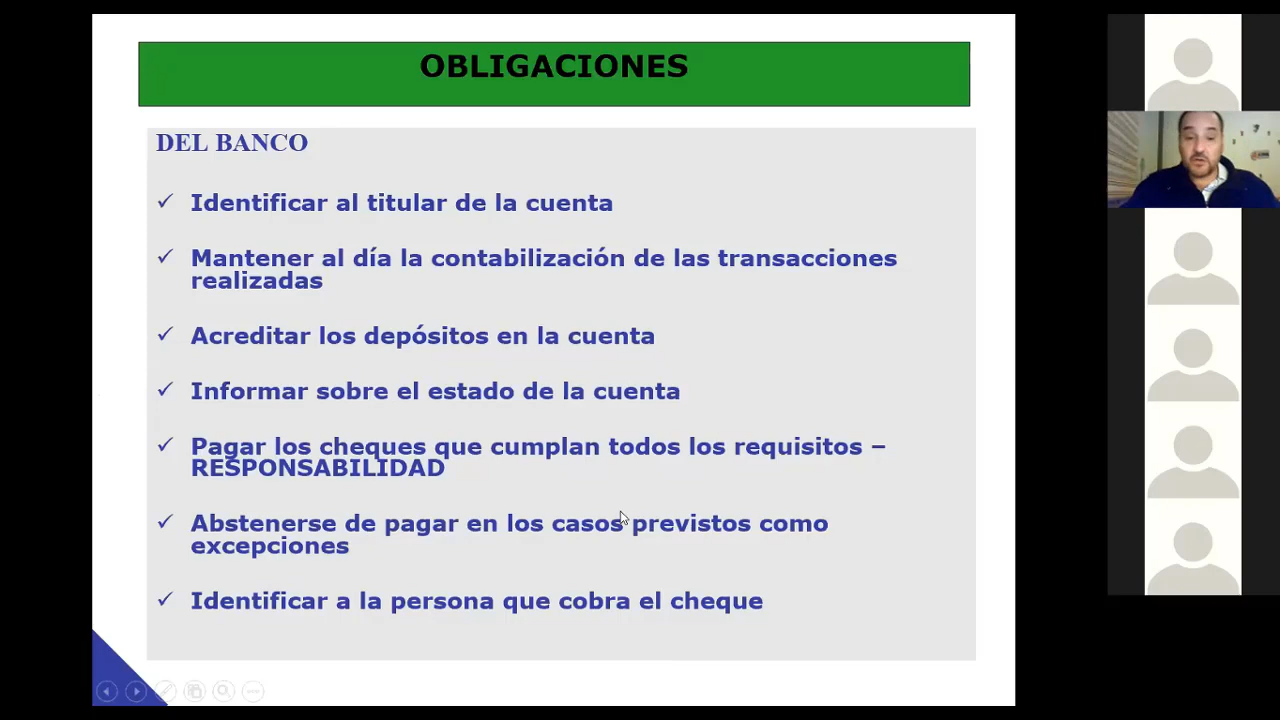 OBLIGACIONES
DEL BANCO
✓ Identificar al titular de la cuenta
✓ Mantener al día la contabilización de las transacciones
realizadas
✓ Acreditar los depósitos en la cuenta
✓ Informar sobre el estado de la cuenta
✓ Pagar los cheques que cumplan todos los requisitos –
RESPONSABILIDAD
✓ Abstenerse de pagar en los casos previstos como
excepciones
✓ Identificar a la persona que cobra el cheque